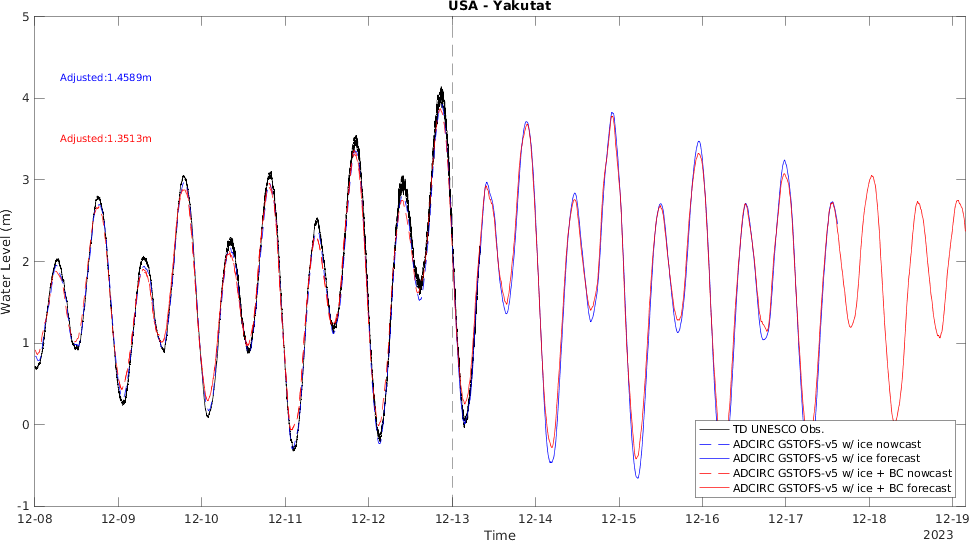 USA - Yakutat
5
4
3
2
1
0
-1
Water Level (m)
Adjusted:1.4589m
Adjusted:1.3513m
TD UNESCO Obs.
ADCIRC GSTOFS-v5 w/ ice nowcast
ADCIRC GSTOFS-v5 w/ ice forecast
ADCIRC GSTOFS-v5 w/ ice + BC nowcast
ADCIRC GSTOFS-v5 w/ ice + BC forecast
12-08 12-09 12-10 12-11 12-12 12-13 12-14 12-15 12-16 12-17 12-18 12-19
Time
2023